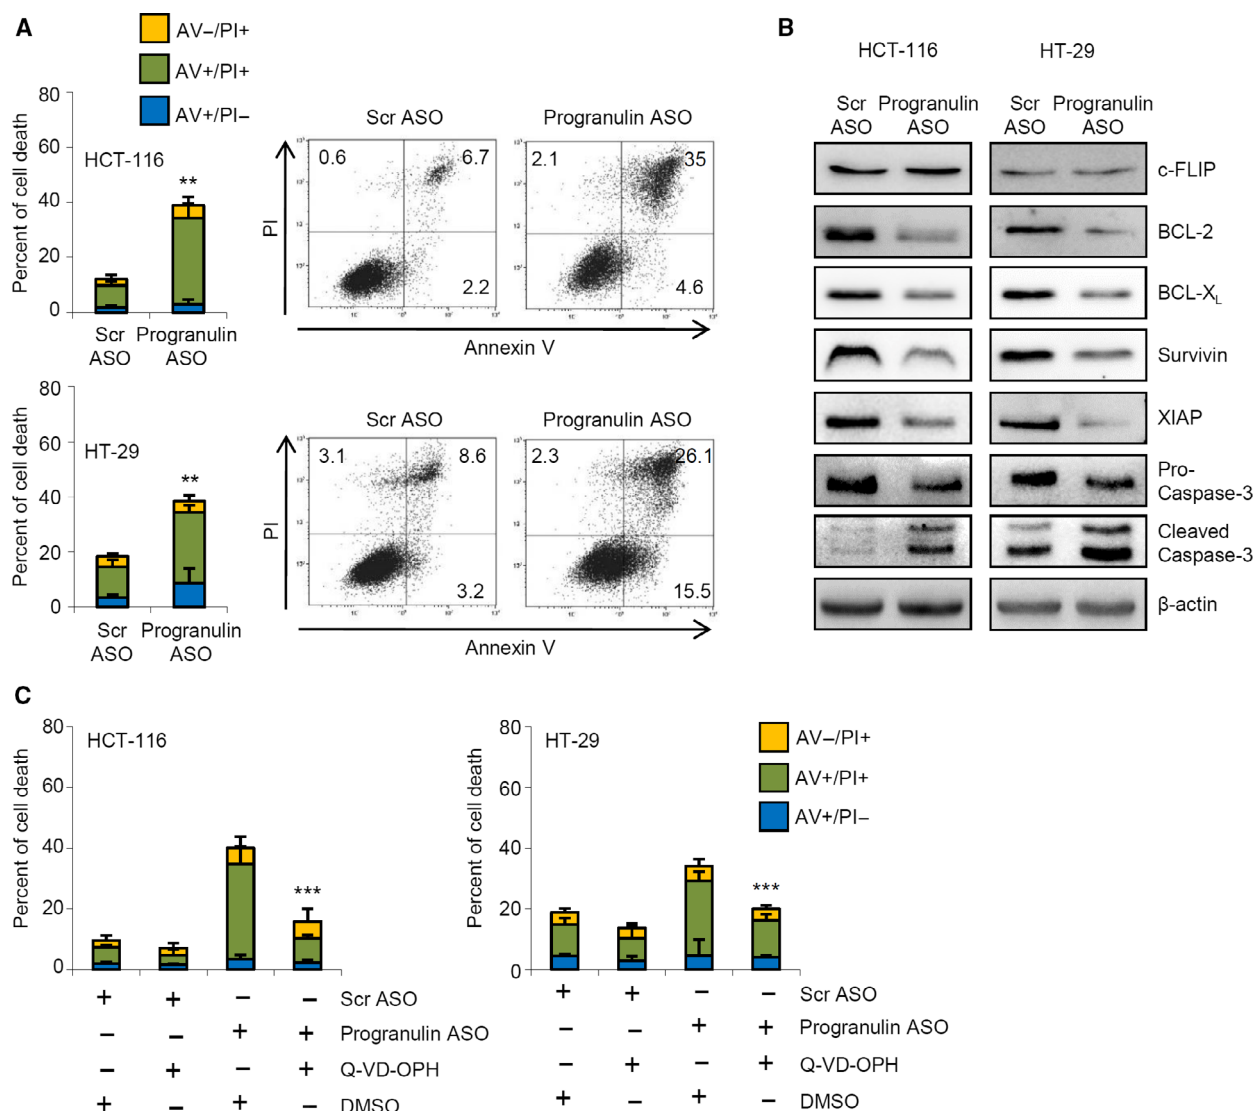 A
AV–/PI+
AV+/PI+
AV+/PI–
80
60
40
20
0
Percent of cell death
HCT-116
**
Scr ASO
Progranulin ASO
Scr ASO
Progranulin ASO
0.6
6.7
2.2
2.1
35
4.6
PI
Annexin V
80
60
40
20
0
Percent of cell death
HT-29
**
Scr ASO
Progranulin ASO
Scr ASO
Progranulin ASO
3.1
8.6
3.2
2.3
26.1
15.5
PI
Annexin V
B
HCT-116
HT-29
Scr ASO
Progranulin ASO
Scr ASO
Progranulin ASO
c-FLIP
BCL-2
BCL-XL
Survivin
XIAP
Pro-
Caspase-3
Cleaved
Caspase-3
β-actin
C
80
60
40
20
0
Percent of cell death
HCT-116
***
+ + – – Scr ASO
– – + + Progranulin ASO
– + – + Q-VD-OPH
+ – + – DMSO
80
60
40
20
0
Percent of cell death
HT-29
***
AV–/PI+
AV+/PI+
AV+/PI–
+ + – – Scr ASO
– – + + Progranulin ASO
– + – + Q-VD-OPH
+ – + – DMSO